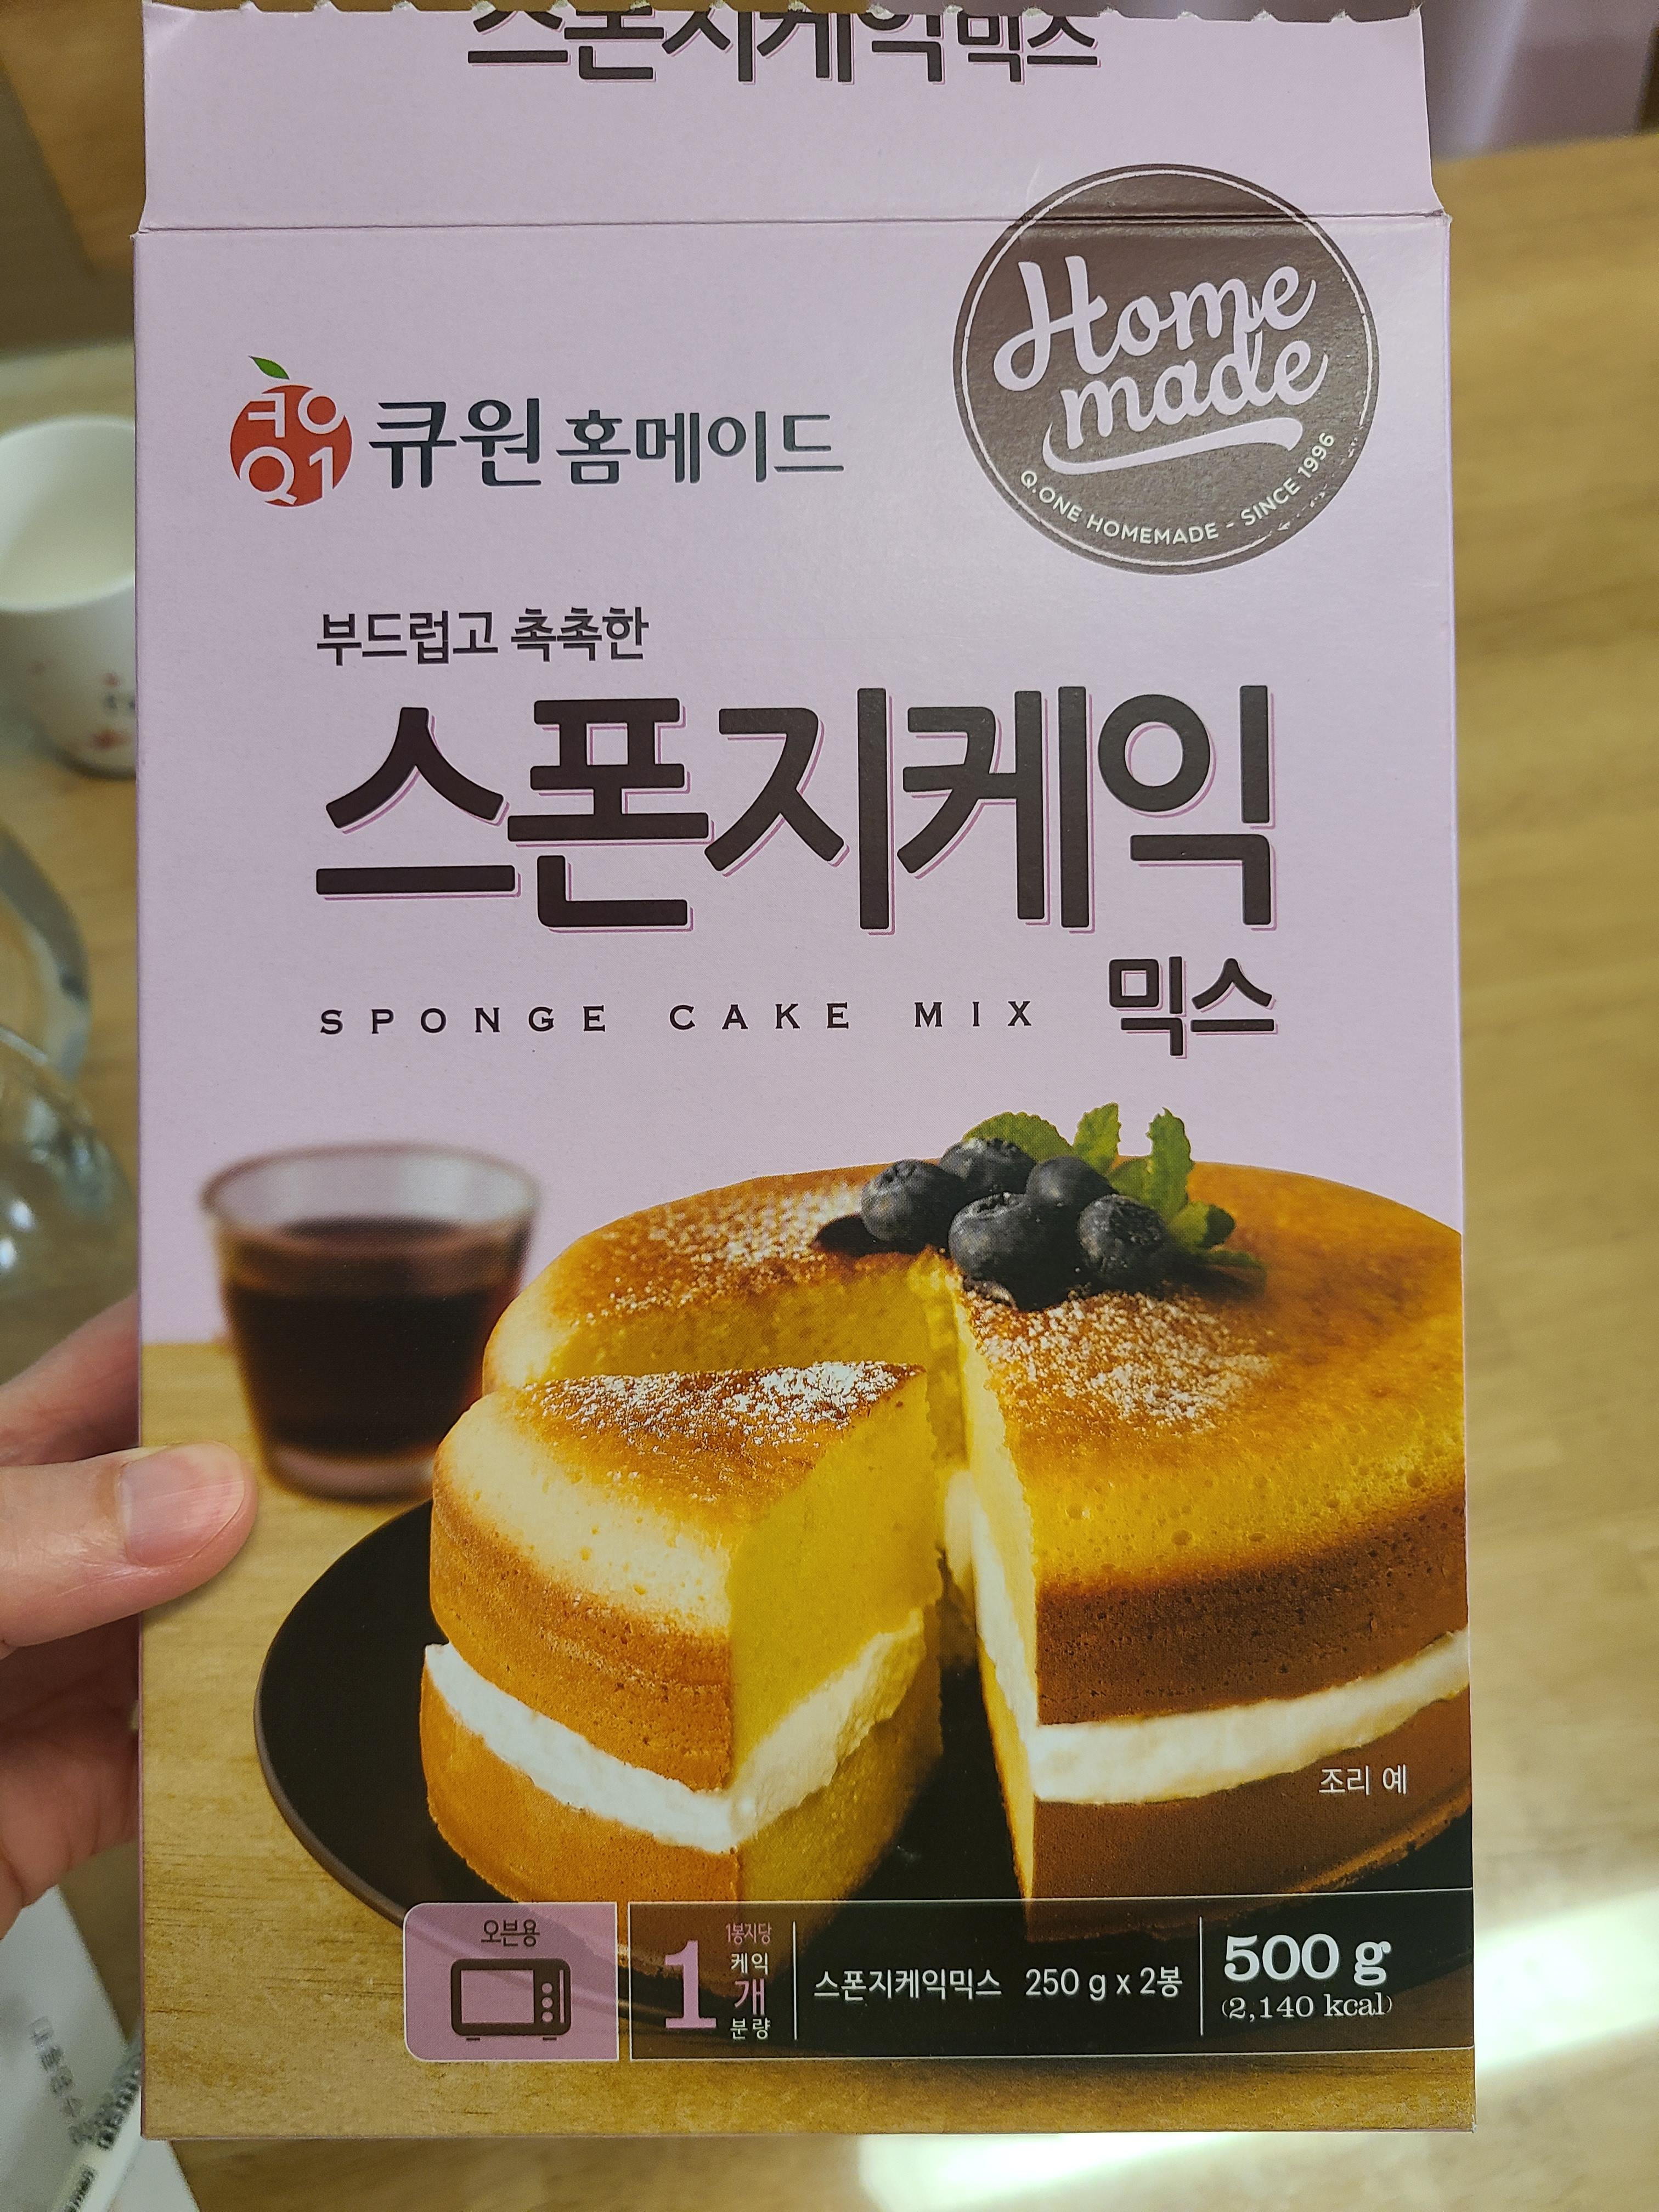 스폰지케익믹스
Home
made
Q.ONE HOMEMADE - SINCE 1996
큐원
Q1
큐원 홈메이드
부드럽고 촉촉한
스폰지케익
믹스
SPONGE CAKE MIX
조리 예
오븐용
1봉지당
케익
1개
분량
스폰지케익믹스 250 g x 2봉
500 g
(2,140 kcal)